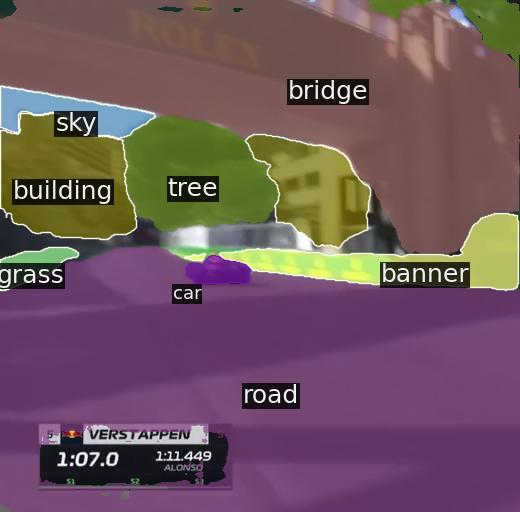 ROLEX
bridge
sky
building
tree
grass
banner
car
road
5 VERSTAPPEN
1:07.0
1:11.449
ALONSO
S1 S2 S3